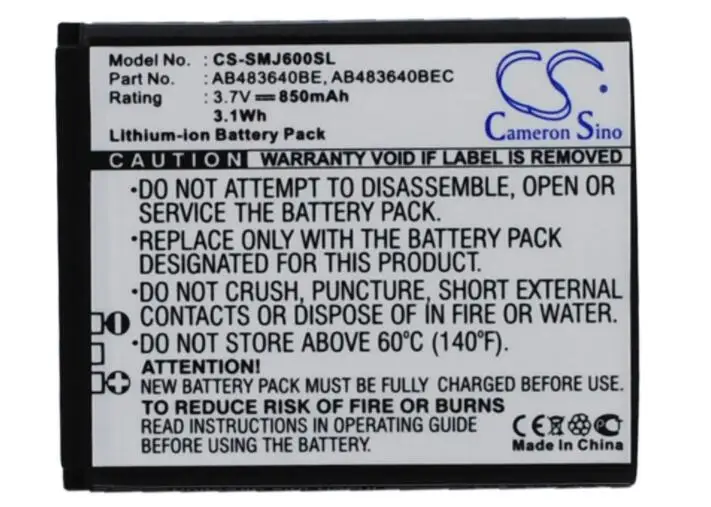 Model No. : CS-SMJ600SL
Part No. : AB483640BE, AB483640BEC
Rating : 3.7V 850mAh
3.1Wh
Lithium-ion Battery Pack
Cameron Sino
CAUTION WARRANTY VOID IF LABEL IS REMOVED
•DO NOT ATTEMPT TO DISASSEMBLE, OPEN OR
SERVICE THE BATTERY PACK.
•REPLACE ONLY WITH THE BATTERY PACK
DESIGNATED FOR THIS PRODUCT.
•DO NOT CRUSH, PUNCTURE, SHORT EXTERNAL
CONTACTS OR DISPOSE IN FIRE OR WATER.
•DO NOT STORE ABOVE 60°C (140°F).
ATTENTION!
NEW BATTERY PACK MUST BE FULLY CHARGED BEFORE USE.
TO REDUCE RISK OF FIRE OR BURNS
READ INSTRUCTIONS CAREFULLY
BEFORE USING THE BATTERY.
CE
Made In China